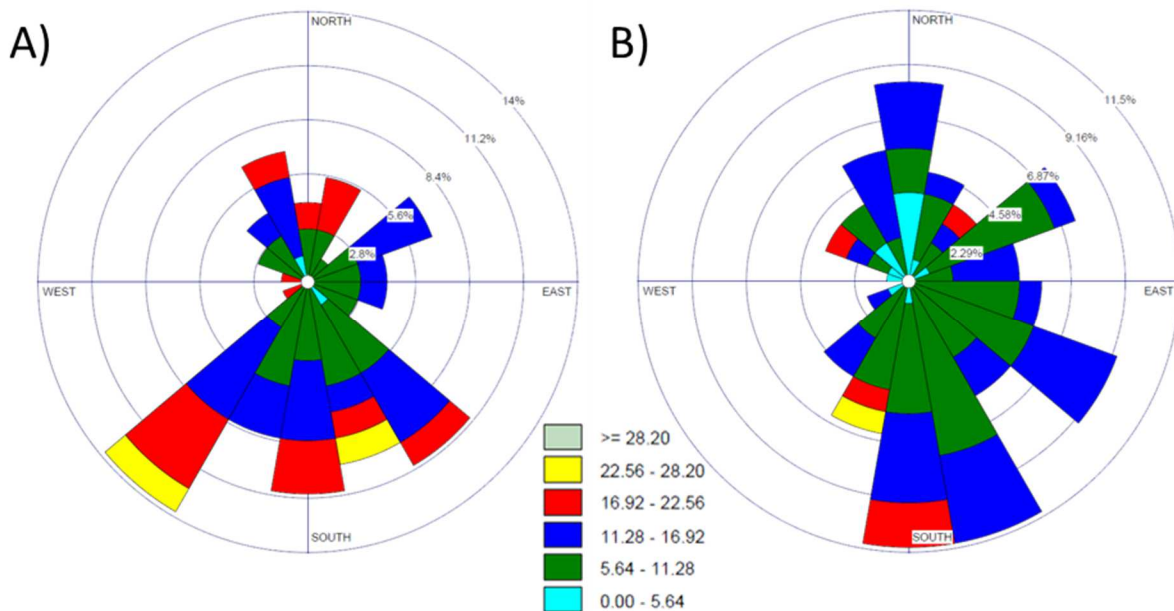 A)
NORTH
14%
11.2%
8.4%
5.6%
2.8%
WEST
EAST
SOUTH
B)
NORTH
11.5%
9.16%
6.87%
4.58%
2.29%
WEST
EAST
SOUTH
>= 28.20
22.56 - 28.20
16.92 - 22.56
11.28 - 16.92
5.64 - 11.28
0.00 - 5.64